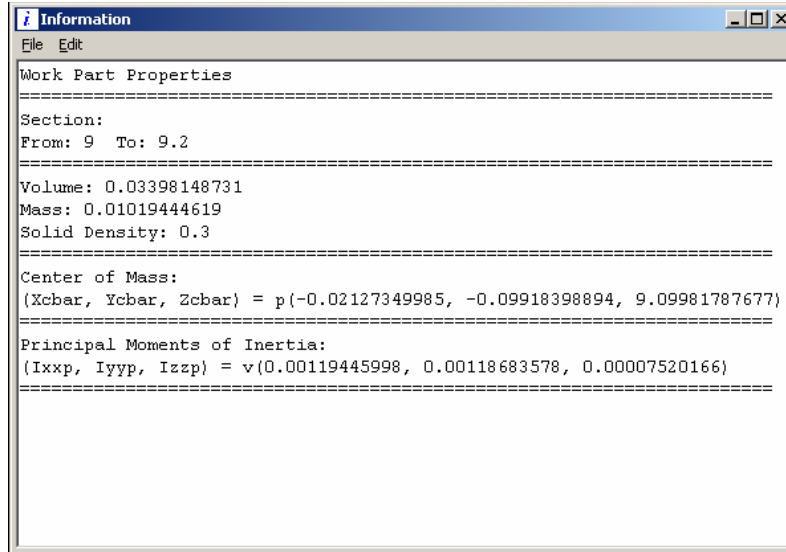 i Information
File Edit
Work Part Properties
=======================================================================
Section:
From: 9  To: 9.2
=======================================================================
Volume: 0.03398148731
Mass: 0.01019444619
Solid Density: 0.3
=======================================================================
Center of Mass:
(Xcbar, Ycbar, Zcbar) = p(-0.02127349985, -0.09918398894, 9.09981787677)
=======================================================================
Principal Moments of Inertia:
(Ixxp, Iyyp, Izzp) = v(0.00119445998, 0.00118683578, 0.00007520166)
=======================================================================